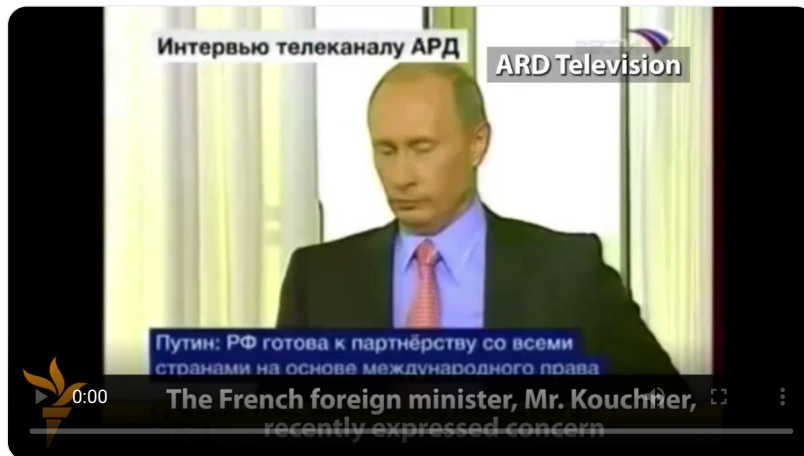 Интервью телеканалу АРД
ARD Television
Путин: РФ готова к партнёрству со всеми
странами на основе международного права
0:00
The French foreign minister, Mr. Kouchner,
recently expressed concern